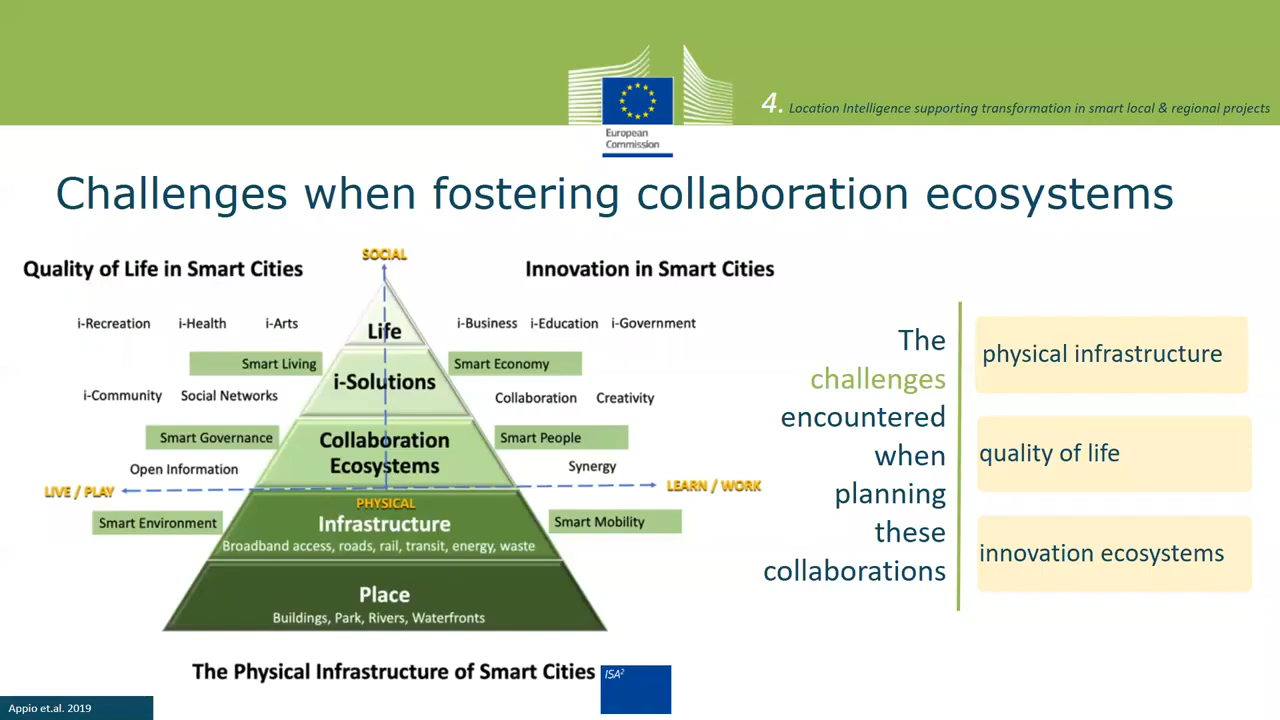 4. Location Intelligence supporting transformation in smart local & regional projects
European
Commission
Challenges when fostering collaboration ecosystems
Quality of Life in Smart Cities
SOCIAL
Innovation in Smart Cities
i-Recreation
i-Health
i-Arts
Life
i-Business
i-Education
i-Government
Smart Living
i-Solutions
Smart Economy
i-Community
Social Networks
Collaboration
Creativity
Smart Governance
Collaboration
Ecosystems
Smart People
Open Information
Synergy
LIVE / PLAY
LEARN / WORK
PHYSICAL
Smart Environment
Infrastructure
Smart Mobility
Broadband access, roads, rail, transit, energy, waste
Place
Buildings, Park, Rivers, Waterfronts
The Physical Infrastructure of Smart Cities
The
challenges
encountered
when
planning
these
collaborations
physical infrastructure
quality of life
innovation ecosystems
ISA²
Appio et.al. 2019